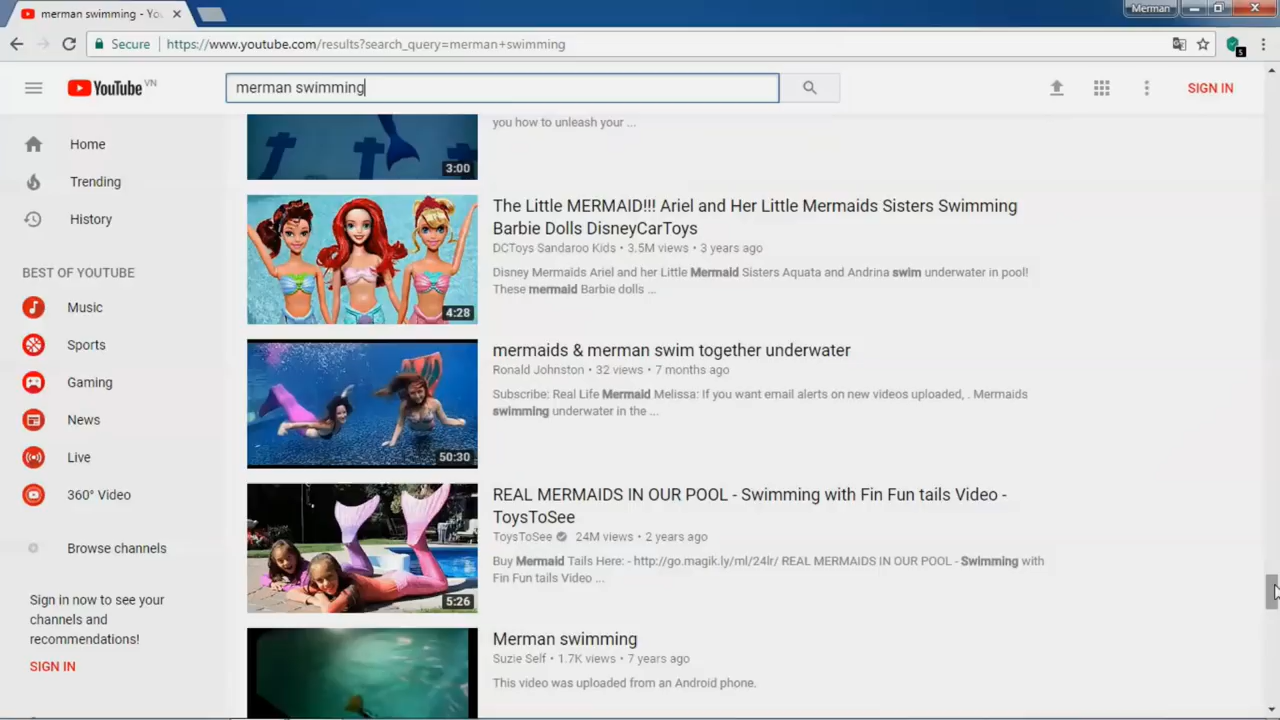 merman swimming - You
Merman
Secure
https://www.youtube.com/results?search_query=merman+swimming
5
YouTube VN
merman swimming
SIGN IN
Home
Trending
History
BEST OF YOUTUBE
Music
Sports
Gaming
News
Live
360° Video
Browse channels
Sign in now to see your
channels and
recommendations!
SIGN IN
you how to unleash your ...
3:00
The Little MERMAID!!! Ariel and Her Little Mermaids Sisters Swimming
Barbie Dolls DisneyCarToys
DCToys Sandaroo Kids • 3.5M views • 3 years ago
Disney Mermaids Ariel and her Little Mermaid Sisters Aquata and Andrina swim underwater in pool!
These mermaid Barbie dolls ...
4:28
mermaids & merman swim together underwater
Ronald Johnston • 32 views • 7 months ago
Subscribe: Real Life Mermaid Melissa: If you want email alerts on new videos uploaded, . Mermaids
swimming underwater in the ...
50:30
REAL MERMAIDS IN OUR POOL - Swimming with Fin Fun tails Video -
ToysToSee
ToysToSee 24M views • 2 years ago
Buy Mermaid Tails Here: - http://go.magik.ly/ml/24lr/ REAL MERMAIDS IN OUR POOL - Swimming with
Fin Fun tails Video ...
5:26
Merman swimming
Suzie Self • 1.7K views • 7 years ago
This video was uploaded from an Android phone.